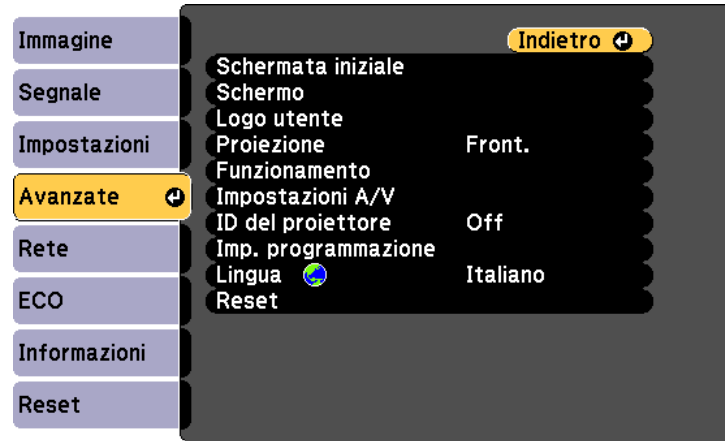 Immagine
Segnale
Impostazioni
Avanzate
Rete
ECO
Informazioni
Reset
Indietro
Schermata iniziale
Schermo
Logo utente
Proiezione Front.
Funzionamento
Impostazioni A/V
ID del proiettore Off
Imp. programmazione
Lingua Italiano
Reset